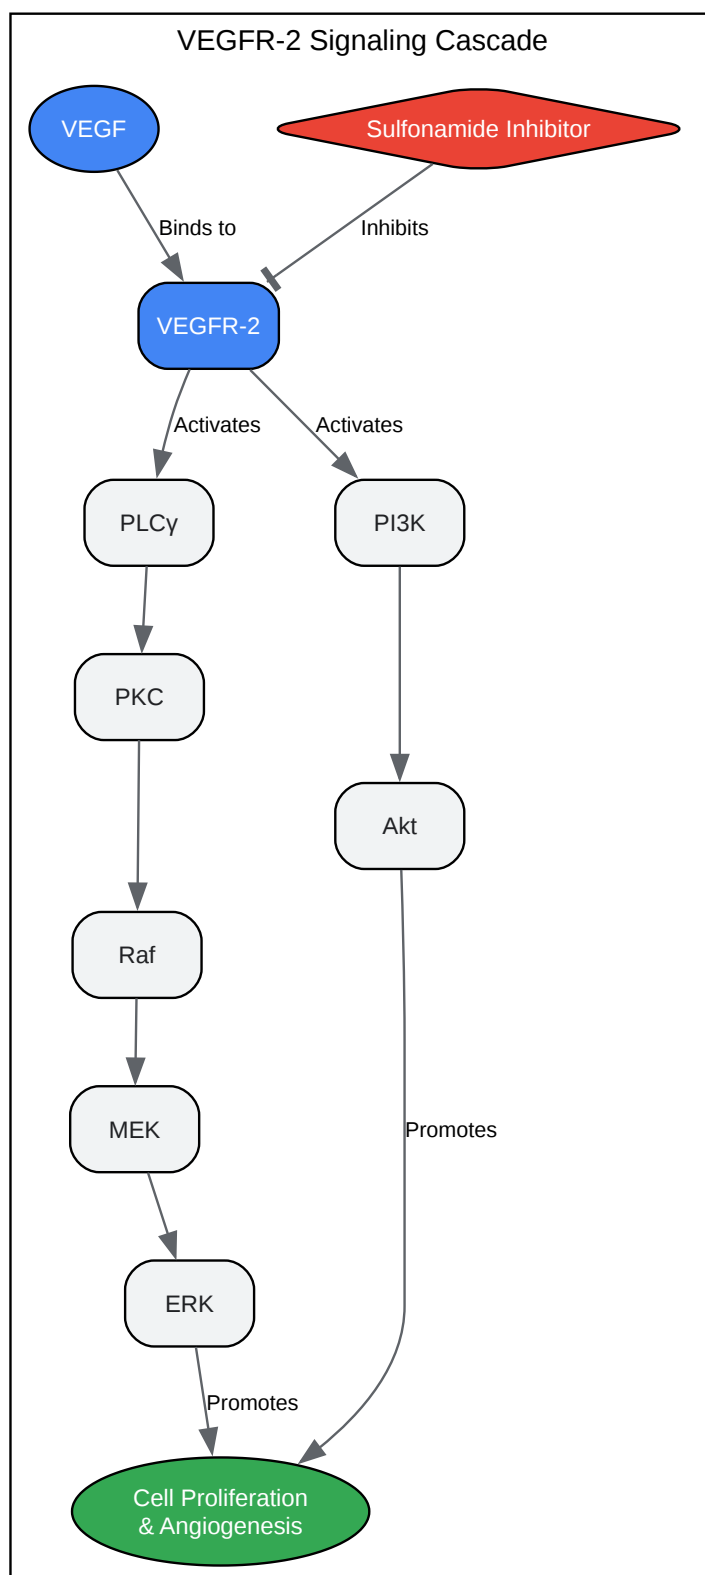 VEGFR-2 Signaling Cascade
VEGF
Sulfonamide Inhibitor
Binds to
Inhibits
VEGFR-2
Activates
Activates
PLCγ
PI3K
PKC
Akt
Raf
MEK
Promotes
ERK
Promotes
Cell Proliferation
& Angiogenesis